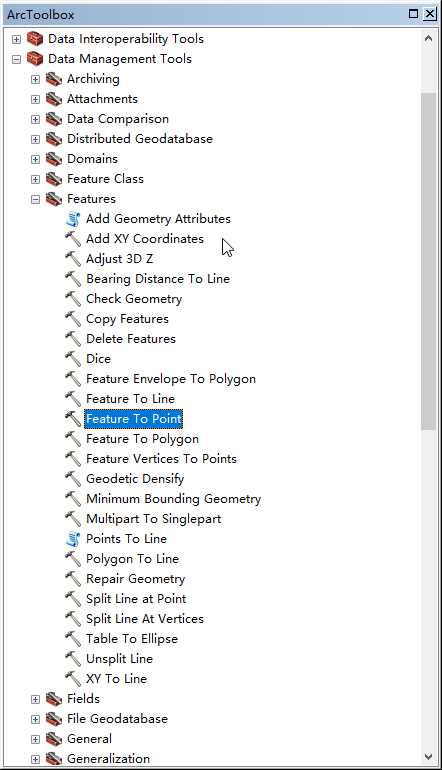 ArcToolbox
Data Interoperability Tools
Data Management Tools
Archiving
Attachments
Data Comparison
Distributed Geodatabase
Domains
Feature Class
Features
Add Geometry Attributes
Add XY Coordinates
Adjust 3D Z
Bearing Distance To Line
Check Geometry
Copy Features
Delete Features
Dice
Feature Envelope To Polygon
Feature To Line
Feature To Point
Feature To Polygon
Feature Vertices To Points
Geodetic Densify
Minimum Bounding Geometry
Multipart To Singlepart
Points To Line
Polygon To Line
Repair Geometry
Split Line at Point
Split Line At Vertices
Table To Ellipse
Unsplit Line
XY To Line
Fields
File Geodatabase
General
Generalization